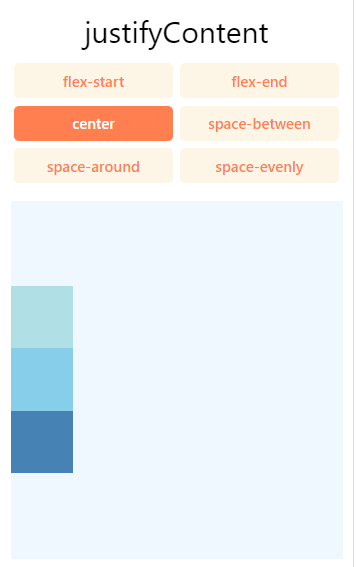 justifyContent
flex-start
flex-end
center
space-between
space-around
space-evenly